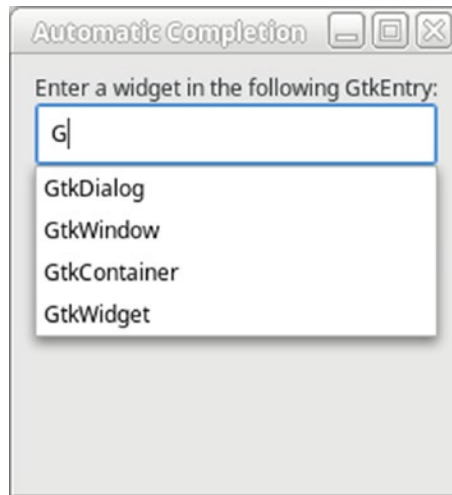 Automatic Completion
Enter a widget in the following GtkEntry:
G
GtkDialog
GtkWindow
GtkContainer
GtkWidget